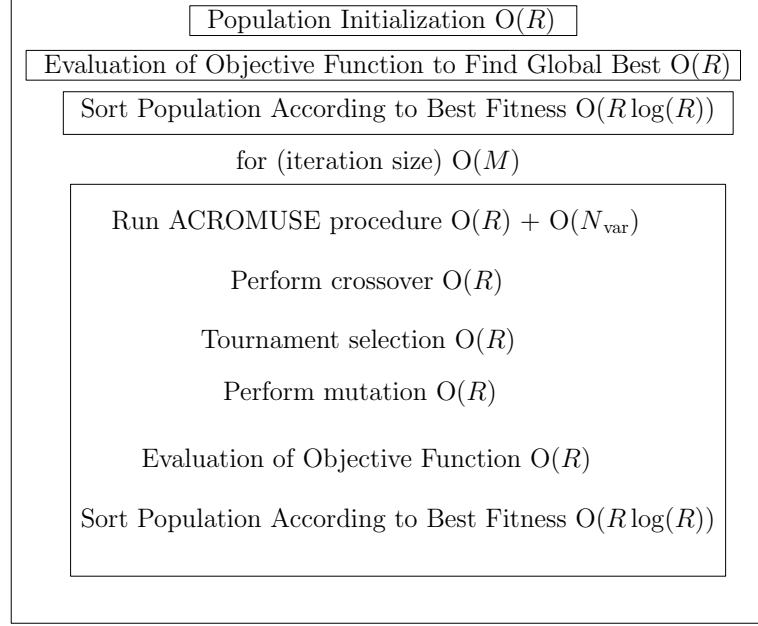 Population Initialization O(R)
Evaluation of Objective Function to Find Global Best O(R)
Sort Population According to Best Fitness O(R log(R))
for (iteration size) O(M)
Run ACROMUSE procedure O(R) + O(N_var)
Perform crossover O(R)
Tournament selection O(R)
Perform mutation O(R)
Evaluation of Objective Function O(R)
Sort Population According to Best Fitness O(R log(R))